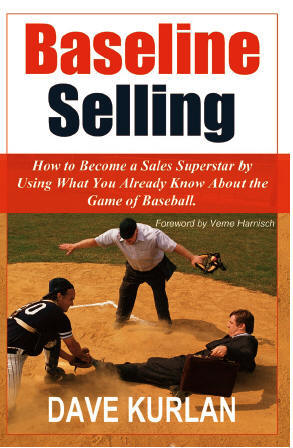 Baseline
Selling
How to Become a Sales Superstar by
Using What You Already Know About the
Game of Baseball.
Foreword by Verne Harnisch
0
DAVE KURLAN